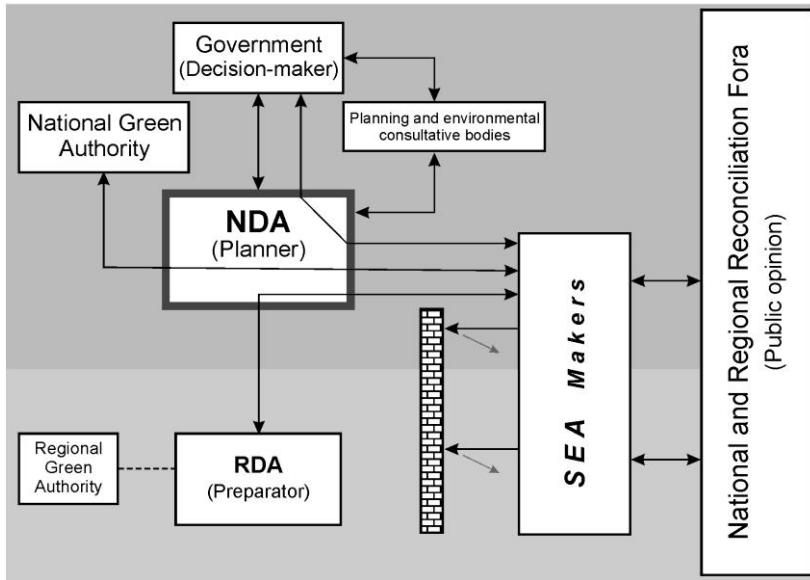 Government
(Decision-maker)
National Green
Authority
Planning and environmental
consultative bodies
NDA
(Planner)
SEA Makers
National and Regional Reconciliation Fora
(Public opinion)
Regional
Green
Authority
RDA
(Preparator)